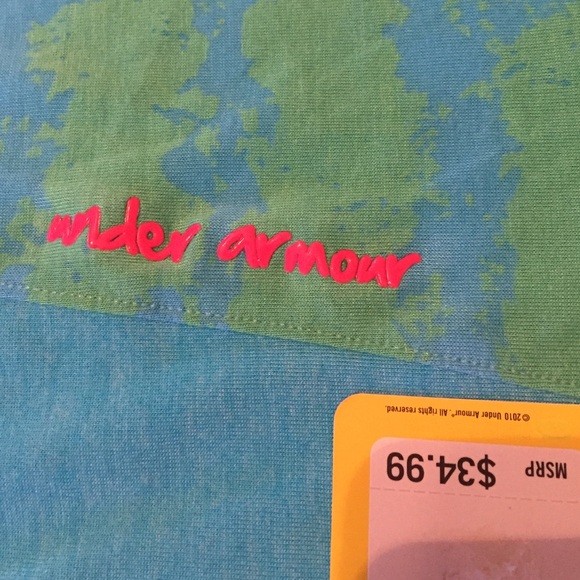 under armour
©2010 Under Armour.® All rights reserved.
MSRP $34.99